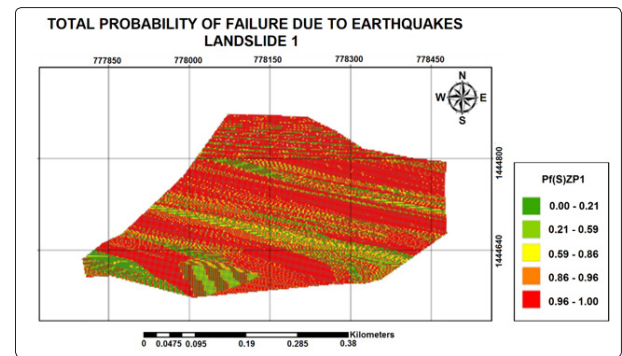 TOTAL PROBABILITY OF FAILURE DUE TO EARTHQUAKES
LANDSLIDE 1
777850 778000 778150 778300 778450
N
W E
S
1444800
1444640
Pf(S)ZP1
0.00 - 0.21
0.21 - 0.59
0.59 - 0.86
0.86 - 0.96
0.96 - 1.00
Kilometers
0 0.0475 0.095 0.19 0.285 0.38